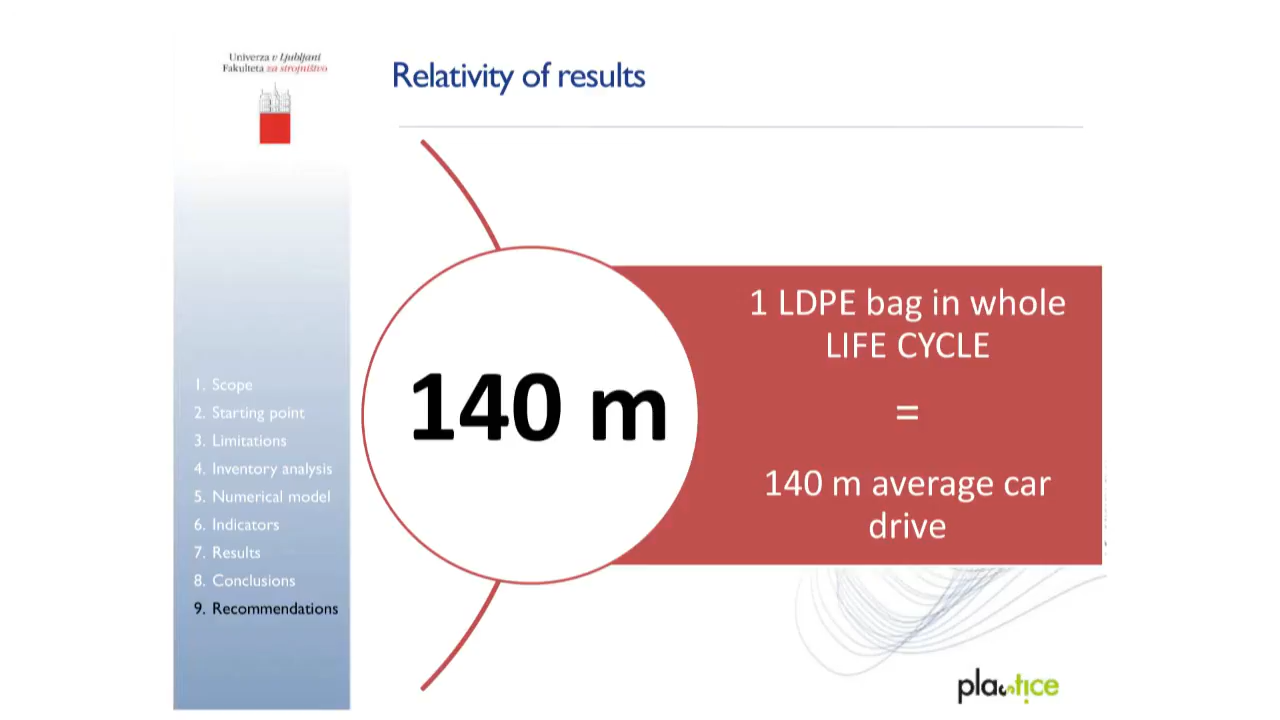 Univerza v Ljubljani
Fakulteta za strojništvo
Relativity of results
140 m
1 LDPE bag in whole
LIFE CYCLE
=
140 m average car
drive
1. Scope
2. Starting point
3. Limitations
4. Inventory analysis
5. Numerical model
6. Indicators
7. Results
8. Conclusions
9. Recommendations
plastice